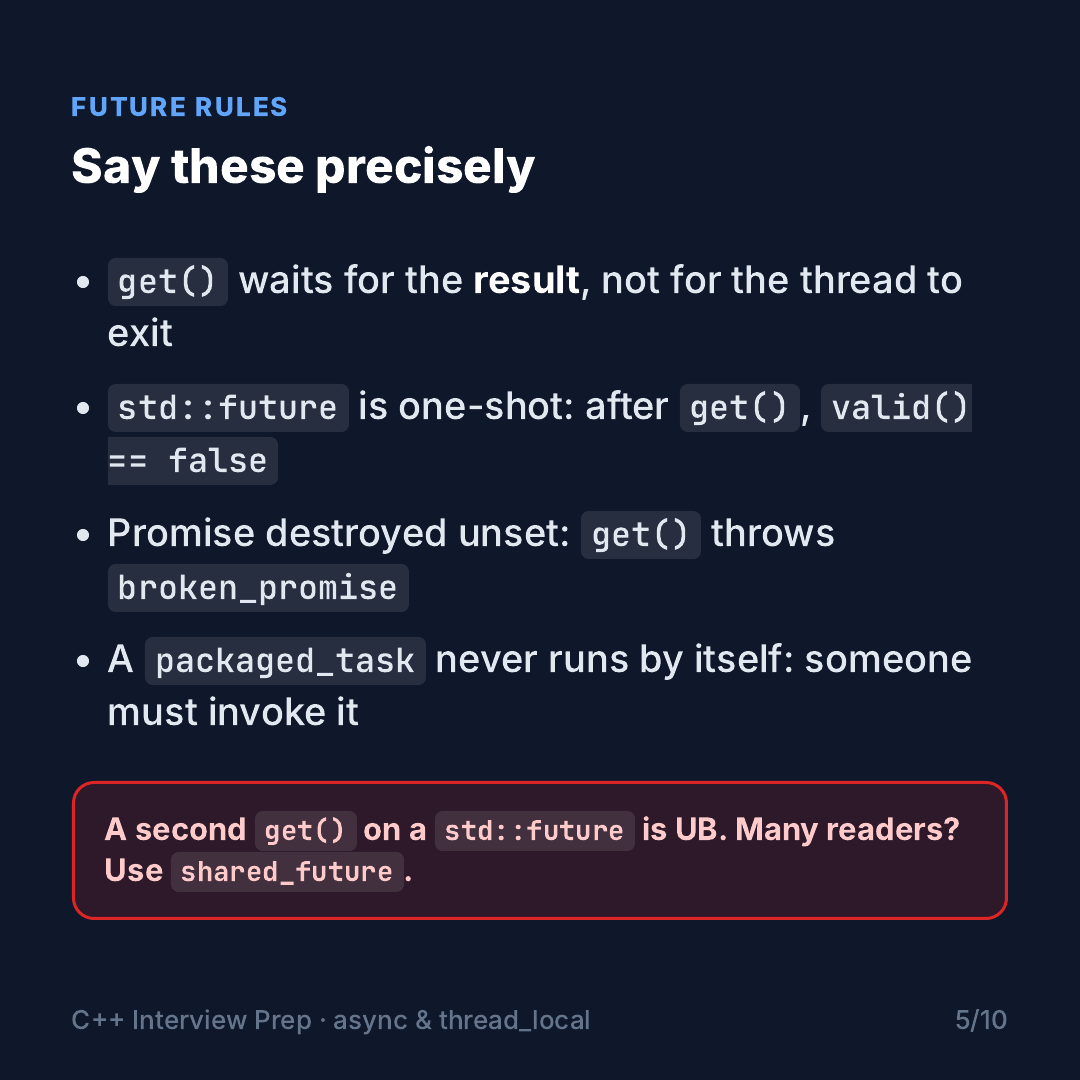 FUTURE RULES
Say these precisely
• get() waits for the result, not for the thread to
exit
• std::future is one-shot: after get(), valid()
== false
• Promise destroyed unset: get() throws
broken_promise
• A packaged_task never runs by itself: someone
must invoke it
A second get() on a std::future is UB. Many readers?
Use shared_future.
C++ Interview Prep · async & thread_local
5/10